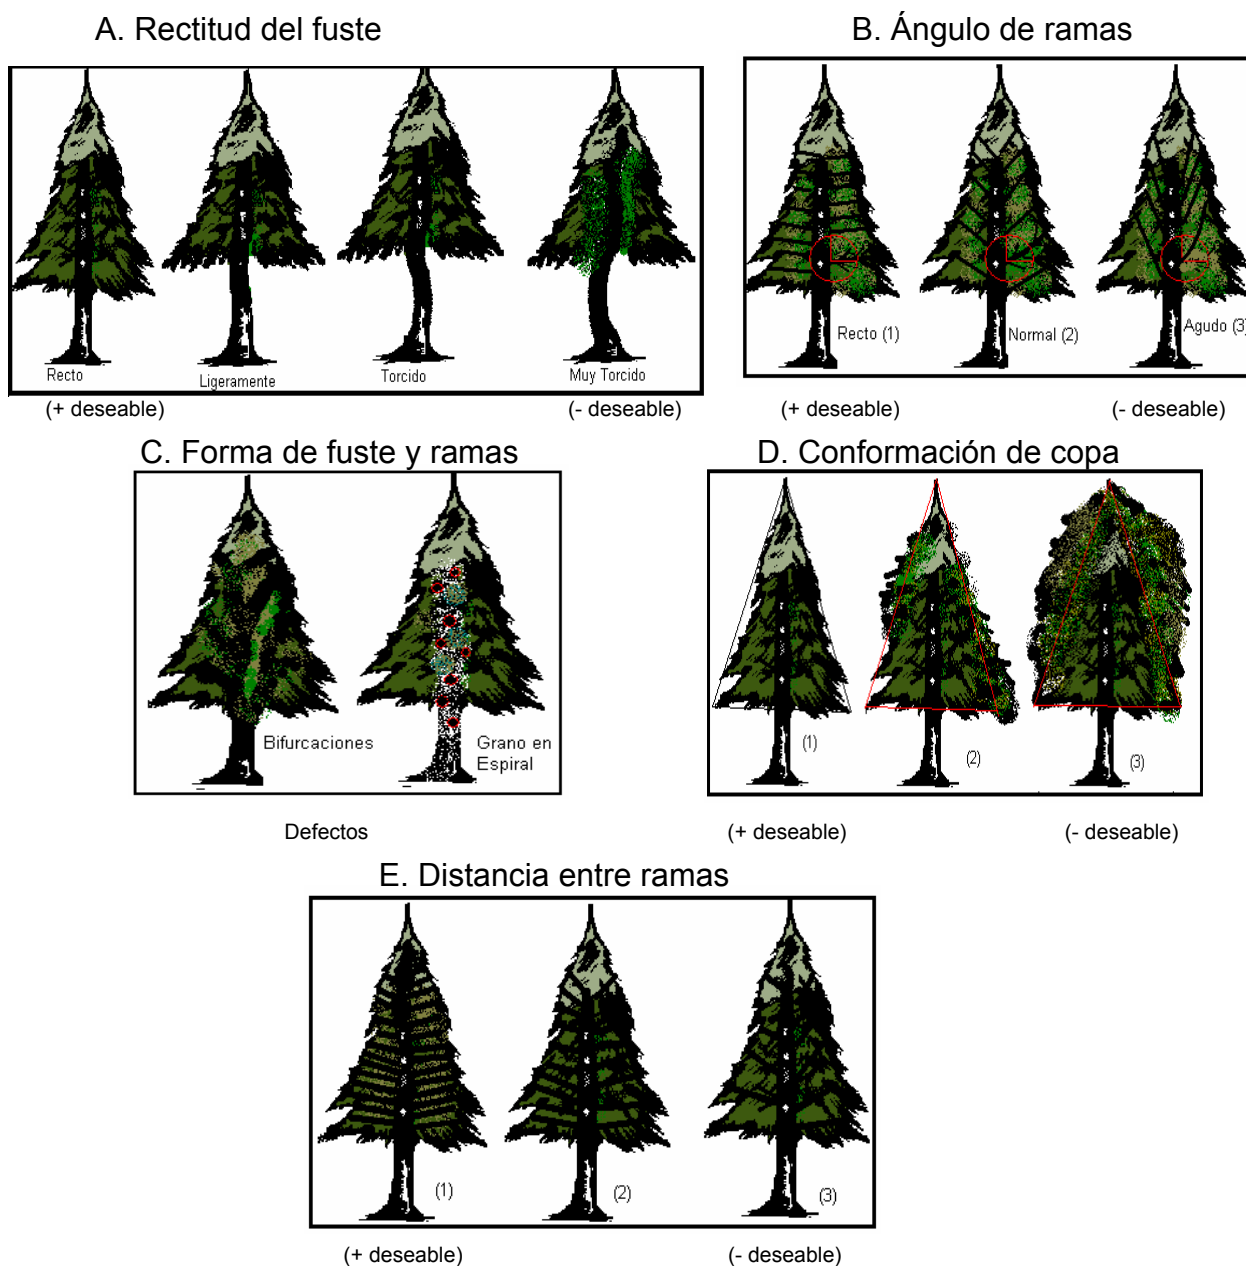 A. Rectitud del fuste
B. Ángulo de ramas
Recto
Ligeramente
Torcido
Muy Torcido
Recto (1)
Normal (2)
Agudo (3)
(+ deseable)
(- deseable)
(+ deseable)
(- deseable)
C. Forma de fuste y ramas
D. Conformación de copa
Bifurcaciones
Grano en
Espiral
(1)
(2)
(3)
Defectos
(+ deseable)
(- deseable)
E. Distancia entre ramas
(1)
(2)
(3)
(+ deseable)
(- deseable)